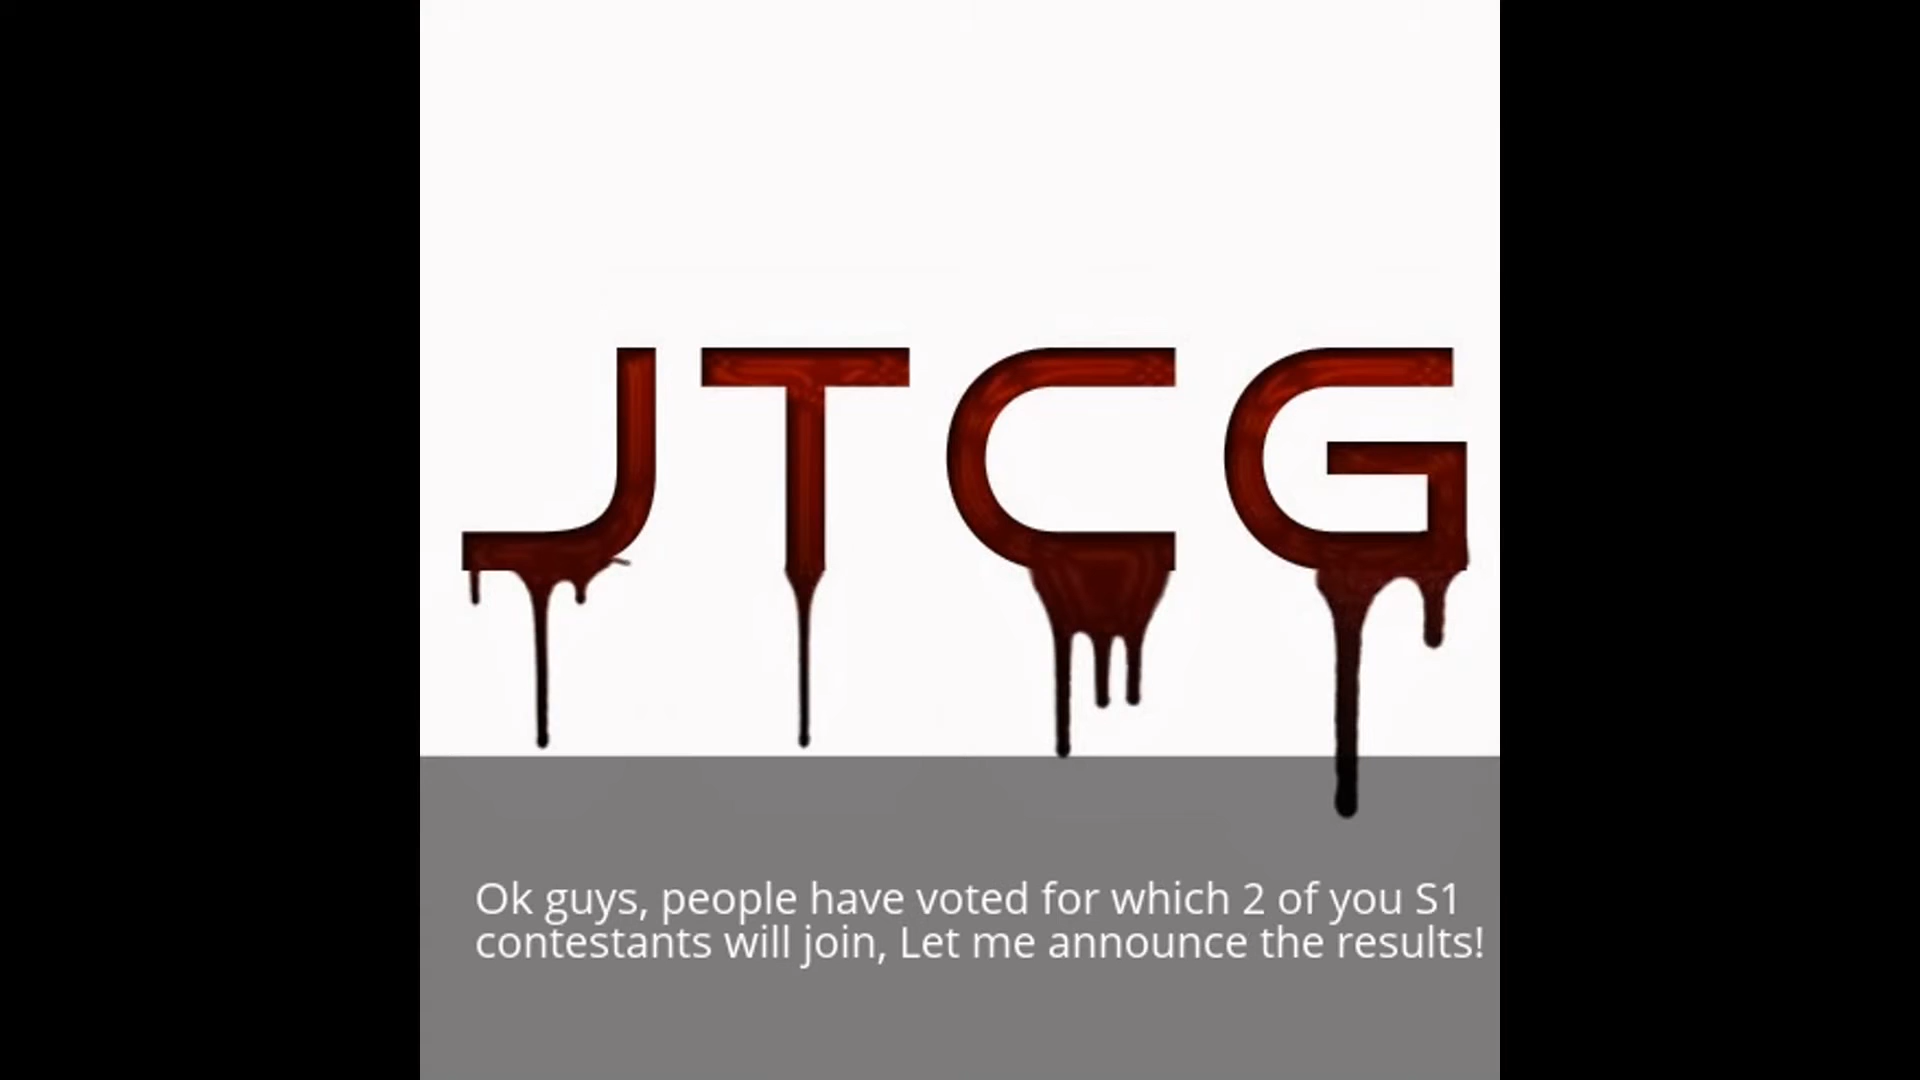 JTCG
Ok guys, people have voted for which 2 of you S1
contestants will join, Let me announce the results!